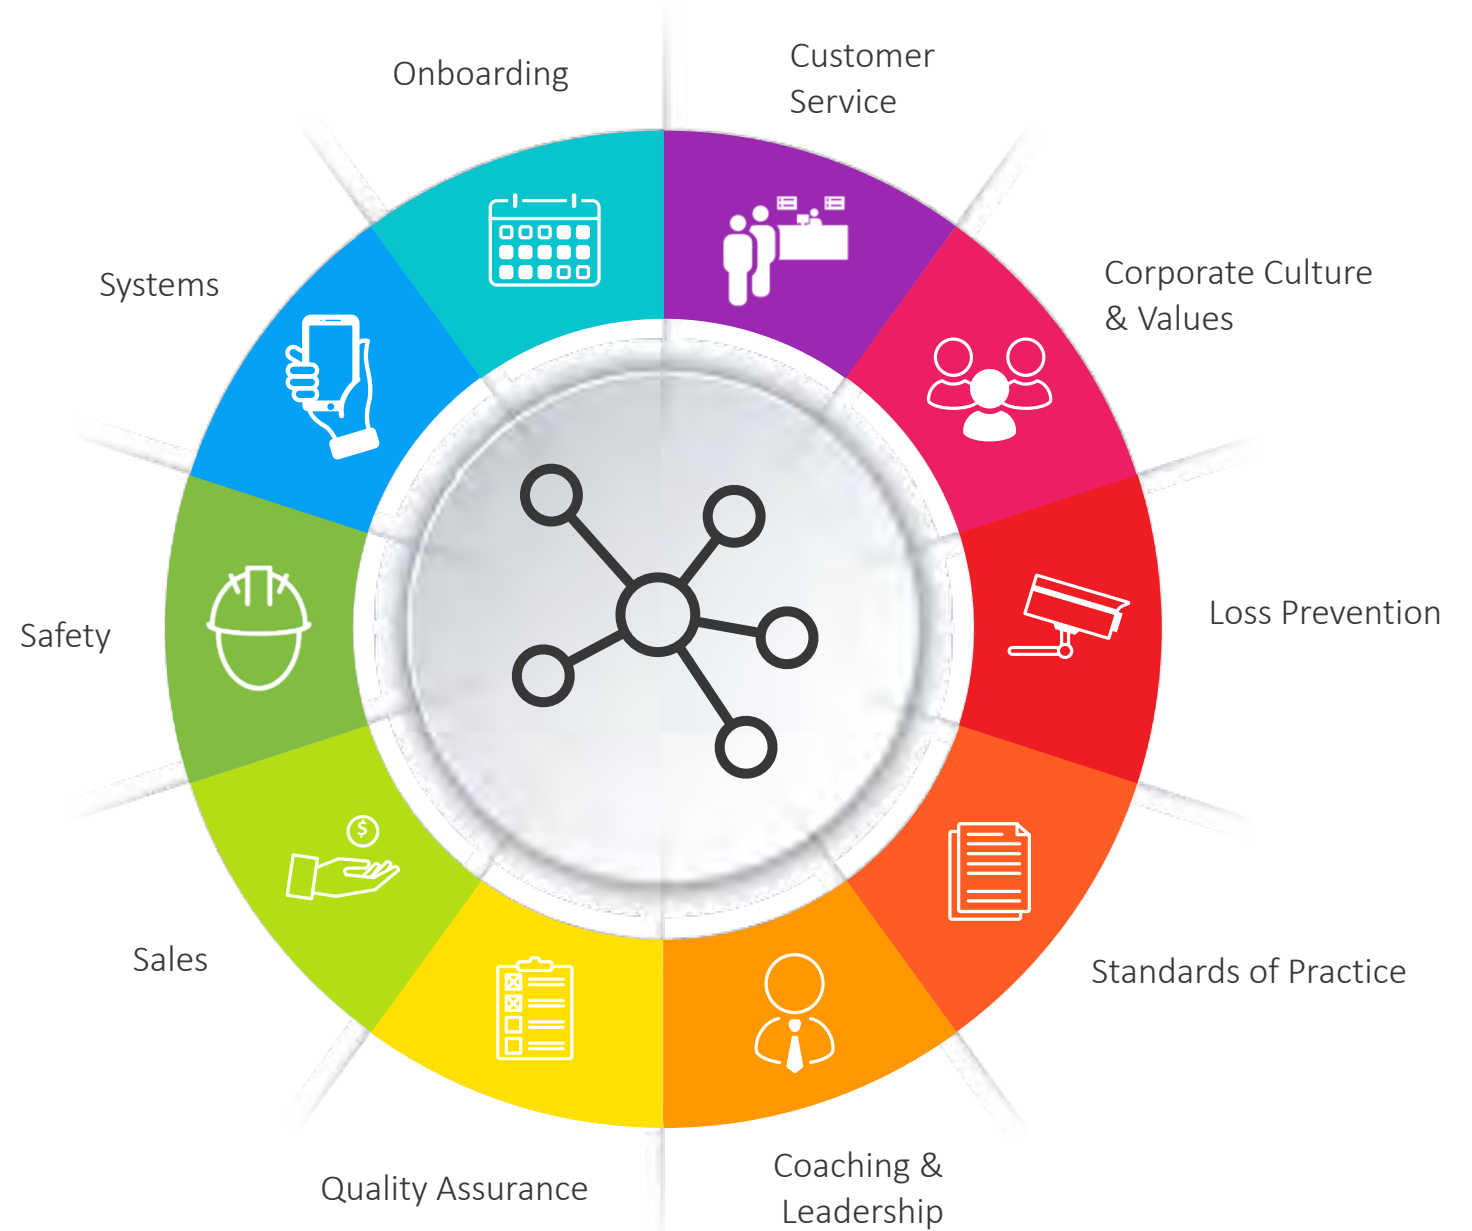 Onboarding
Customer
Service
Corporate Culture
& Values
Loss Prevention
Standards of Practice
Coaching &
Leadership
Quality Assurance
Sales
$
Safety
Systems